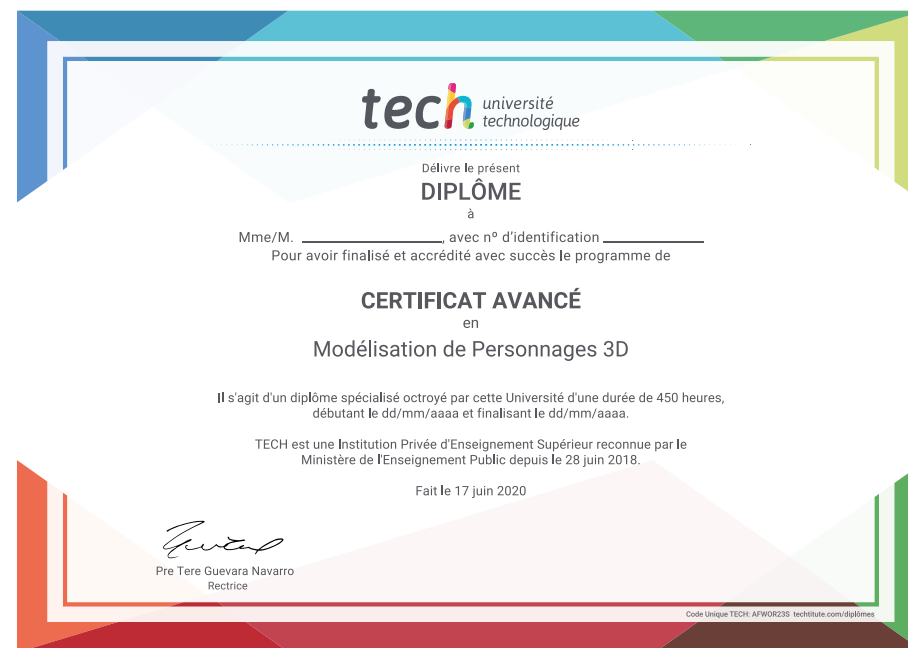 tech université
technologique
Délivre le présent
DIPLÔME
à
Mme/M. ____________________, avec nº d'identification ______________
Pour avoir finalisé et accrédité avec succès le programme de
CERTIFICAT AVANCÉ
en
Modélisation de Personnages 3D
Il s'agit d'un diplôme spécialisé octroyé par cette Université d'une durée de 450 heures,
débutant le dd/mm/aaaa et finalisant le dd/mm/aaaa.
TECH est une Institution Privée d'Enseignement Supérieur reconnue par le
Ministère de l'Enseignement Public depuis le 28 juin 2018.
Fait le 17 juin 2020
Pre Tere Guevara Navarro
Rectrice
Code Unique TECH: AFWOR23S techtitute.com/diplômes